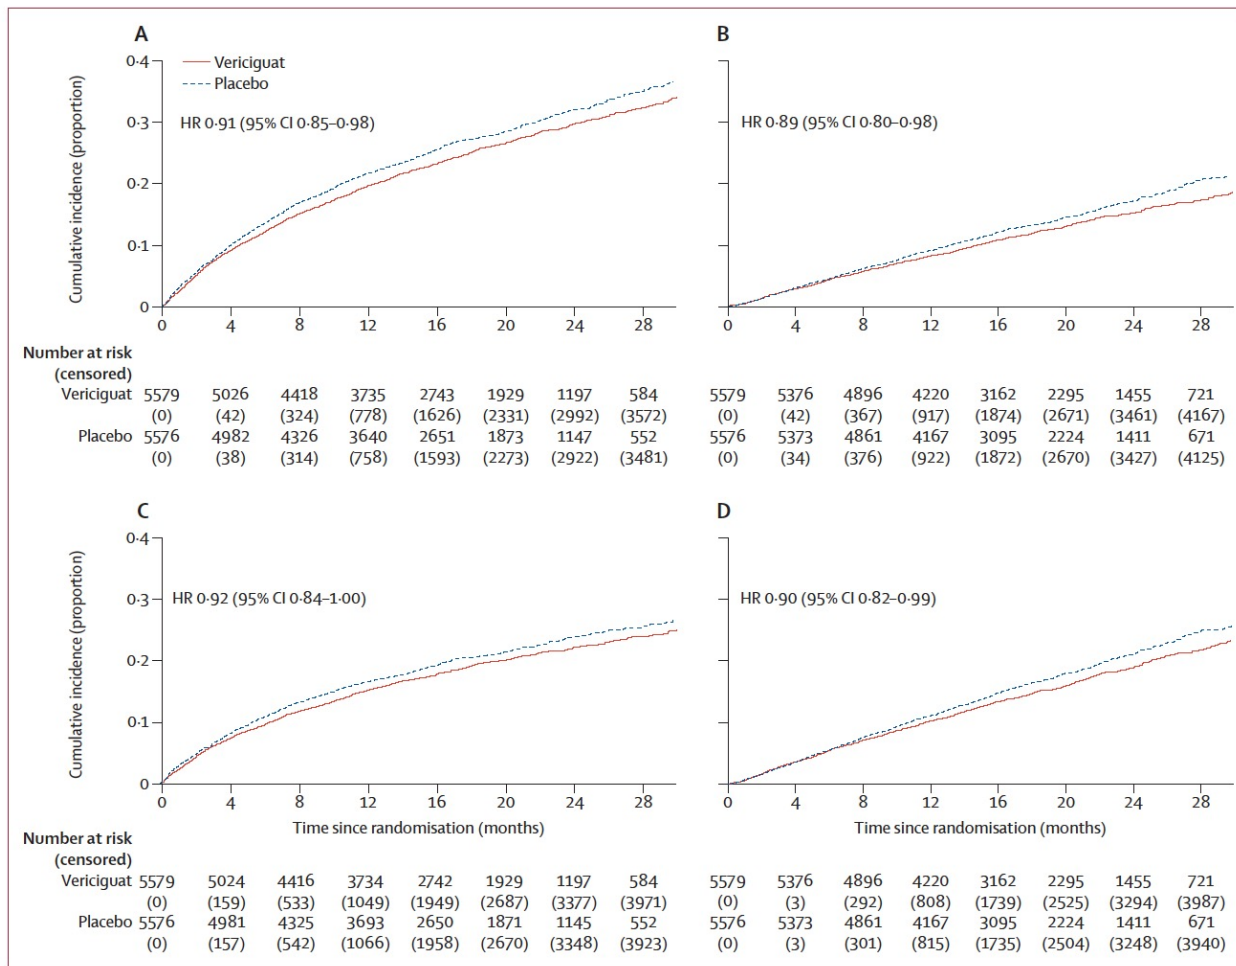 A
B
0·4
0·3
0·2
0·1
0
Cumulative incidence (proportion)
Vericiguat
Placebo
HR 0·91 (95% CI 0·85–0·98)
HR 0·89 (95% CI 0·80–0·98)
0 4 8 12 16 20 24 28
0 4 8 12 16 20 24 28
Number at risk
(censored)
Vericiguat 5579 5026 4418 3735 2743 1929 1197 584 5579 5376 4896 4220 3162 2295 1455 721
(0) (42) (324) (778) (1626) (2331) (2992) (3572) (0) (42) (367) (917) (1874) (2671) (3461) (4167)
Placebo 5576 4982 4326 3640 2651 1873 1147 552 5576 5373 4861 4167 3095 2224 1411 671
(0) (38) (314) (758) (1593) (2273) (2922) (3481) (0) (34) (376) (922) (1872) (2670) (3427) (4125)
C
D
0·4
0·3
0·2
0·1
0
Cumulative incidence (proportion)
HR 0·92 (95% CI 0·84–1·00)
HR 0·90 (95% CI 0·82–0·99)
0 4 8 12 16 20 24 28
0 4 8 12 16 20 24 28
Time since randomisation (months)
Time since randomisation (months)
Number at risk
(censored)
Vericiguat 5579 5024 4416 3734 2742 1929 1197 584 5579 5376 4896 4220 3162 2295 1455 721
(0) (159) (533) (1049) (1949) (2687) (3377) (3971) (0) (3) (292) (808) (1739) (2525) (3294) (3987)
Placebo 5576 4981 4325 3693 2650 1871 1145 552 5576 5373 4861 4167 3095 2224 1411 671
(0) (157) (542) (1066) (1958) (2670) (3348) (3923) (0) (3) (301) (815) (1735) (2504) (3248) (3940)